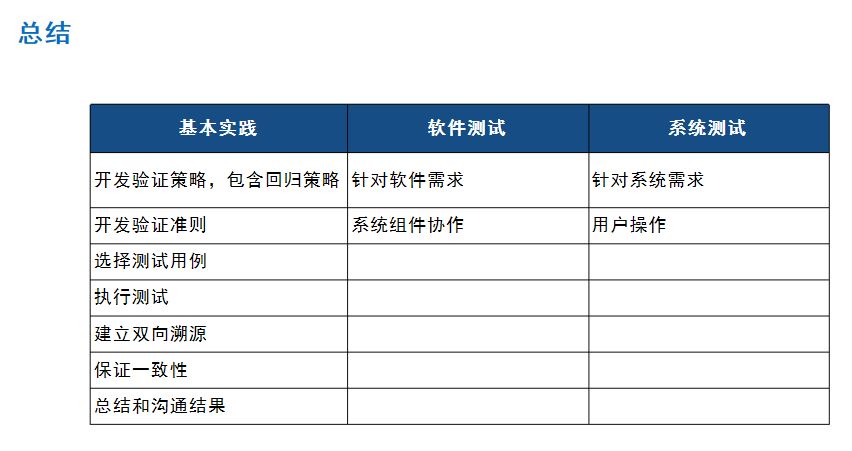 总结
基本实践 软件测试 系统测试
开发验证策略，包含回归策略 针对软件需求 针对系统需求
开发验证准则 系统组件协作 用户操作
选择测试用例
执行测试
建立双向溯源
保证一致性
总结和沟通结果